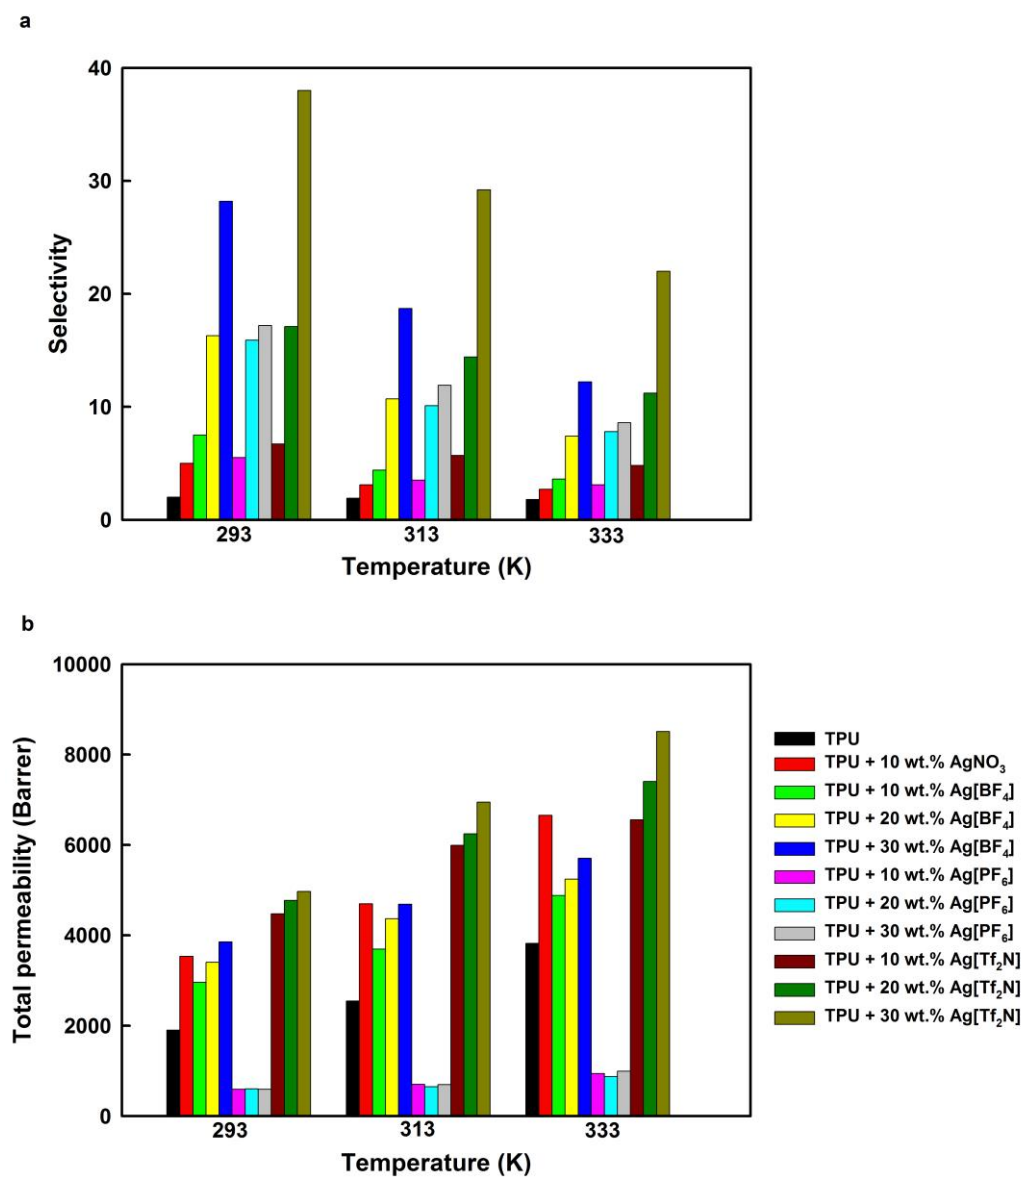 a
40
30
20
10
0
Selectivity
293 313 333
Temperature (K)
b
10000
8000
6000
4000
2000
0
Total permeability (Barrer)
293 313 333
Temperature (K)
TPU
TPU + 10 wt.% AgNO₃
TPU + 10 wt.% Ag[BF₄]
TPU + 20 wt.% Ag[BF₄]
TPU + 30 wt.% Ag[BF₄]
TPU + 10 wt.% Ag[PF₆]
TPU + 20 wt.% Ag[PF₆]
TPU + 30 wt.% Ag[PF₆]
TPU + 10 wt.% Ag[Tf₂N]
TPU + 20 wt.% Ag[Tf₂N]
TPU + 30 wt.% Ag[Tf₂N]